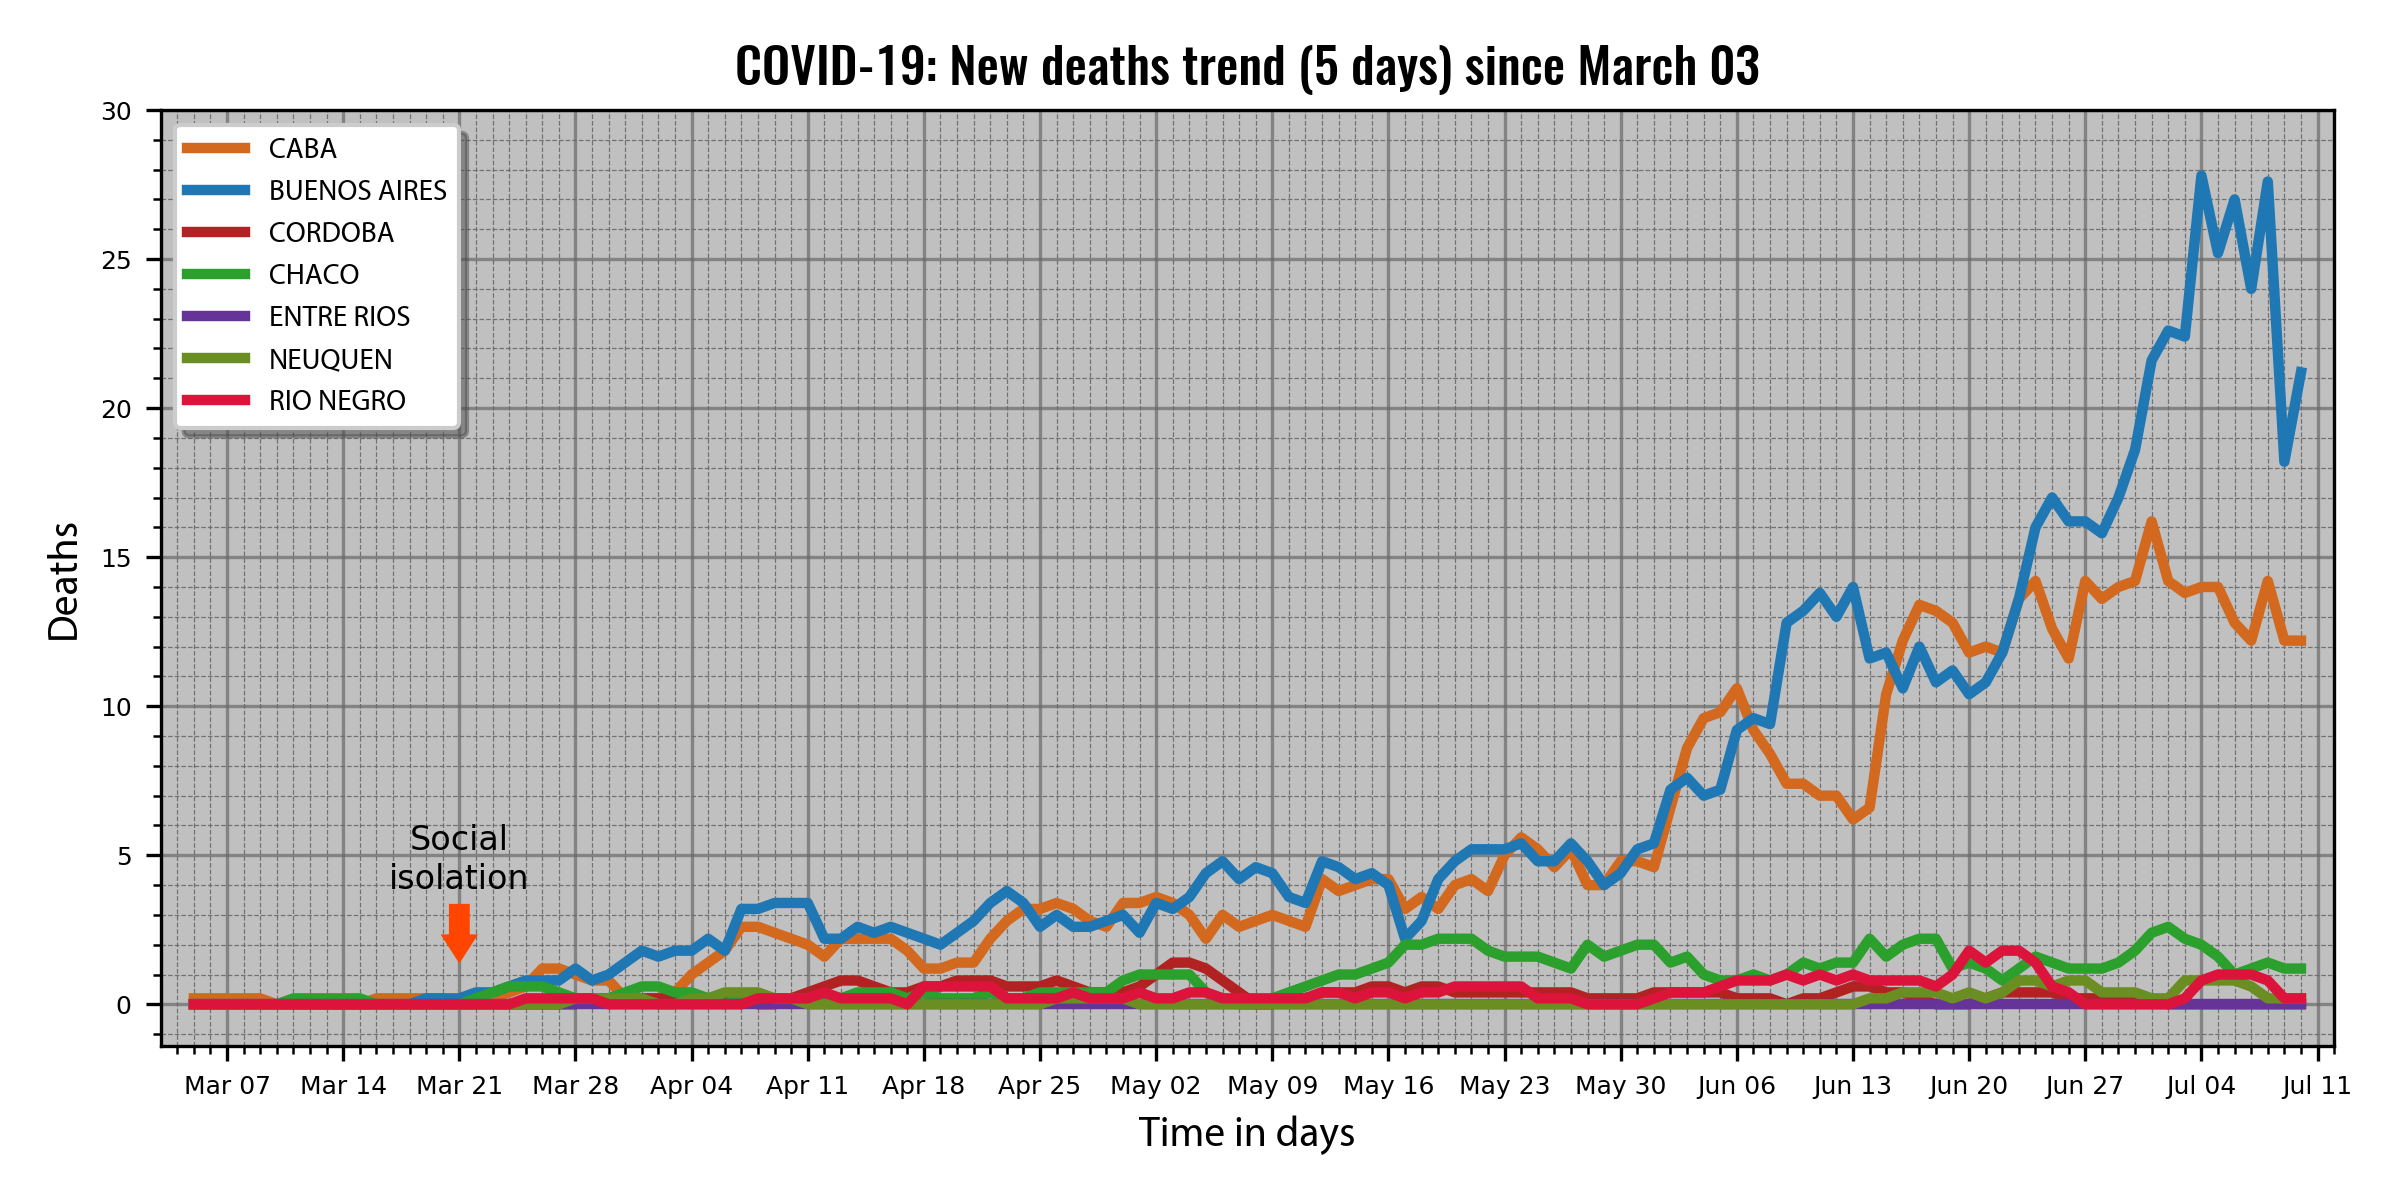 COVID-19: New deaths trend (5 days) since March 03
30
25
20
15
10
5
0
Deaths
CABA
BUENOS AIRES
CORDOBA
CHACO
ENTRE RIOS
NEUQUEN
RIO NEGRO
Social
isolation
Mar 07 Mar 14 Mar 21 Mar 28 Apr 04 Apr 11 Apr 18 Apr 25 May 02 May 09 May 16 May 23 May 30 Jun 06 Jun 13 Jun 20 Jun 27 Jul 04 Jul 11
Time in days